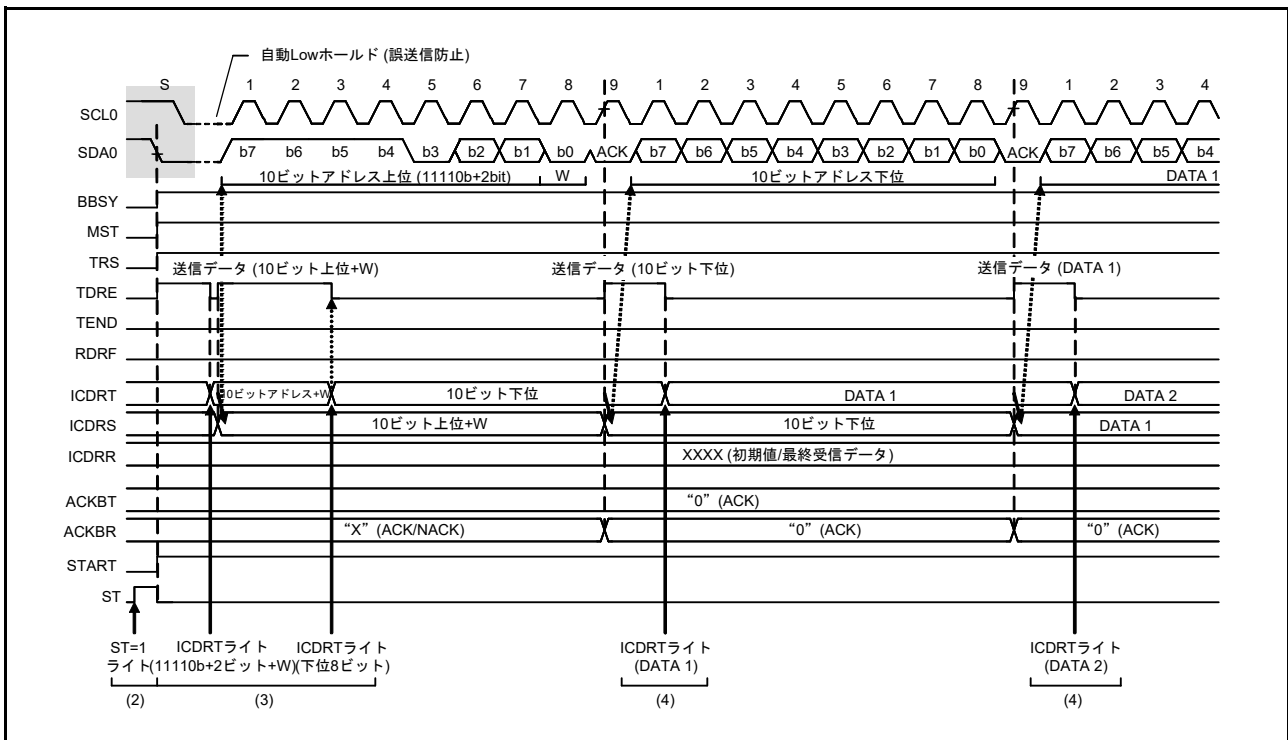 自動Lowホールド (誤送信防止)
S 1 2 3 4 5 6 7 8 9 1 2 3 4 5 6 7 8 9 1 2 3 4
SCL0
SDA0 b7 b6 b5 b4 b3 b2 b1 b0 ACK b7 b6 b5 b4 b3 b2 b1 b0 ACK b7 b6 b5 b4
10ビットアドレス上位 (11110b+2bit) W 10ビットアドレス下位 DATA 1
BBSY
MST
TRS
送信データ (10ビット上位+W) 送信データ (10ビット下位) 送信データ (DATA 1)
TDRE
TEND
RDRF
ICDRT 10ビットアドレス+W 10ビット下位 DATA 1 DATA 2
ICDRS 10ビット上位+W 10ビット下位 DATA 1
ICDRR XXXX (初期値/最終受信データ)
ACKBT “0” (ACK)
ACKBR “X” (ACK/NACK) “0” (ACK) “0” (ACK)
START
ST
ST=1 ICDRTライト ICDRTライト ICDRTライト ICDRTライト
ライト (11110b+2ビット+W) (下位8ビット) (DATA 1) (DATA 2)
(2) (3) (4) (4)